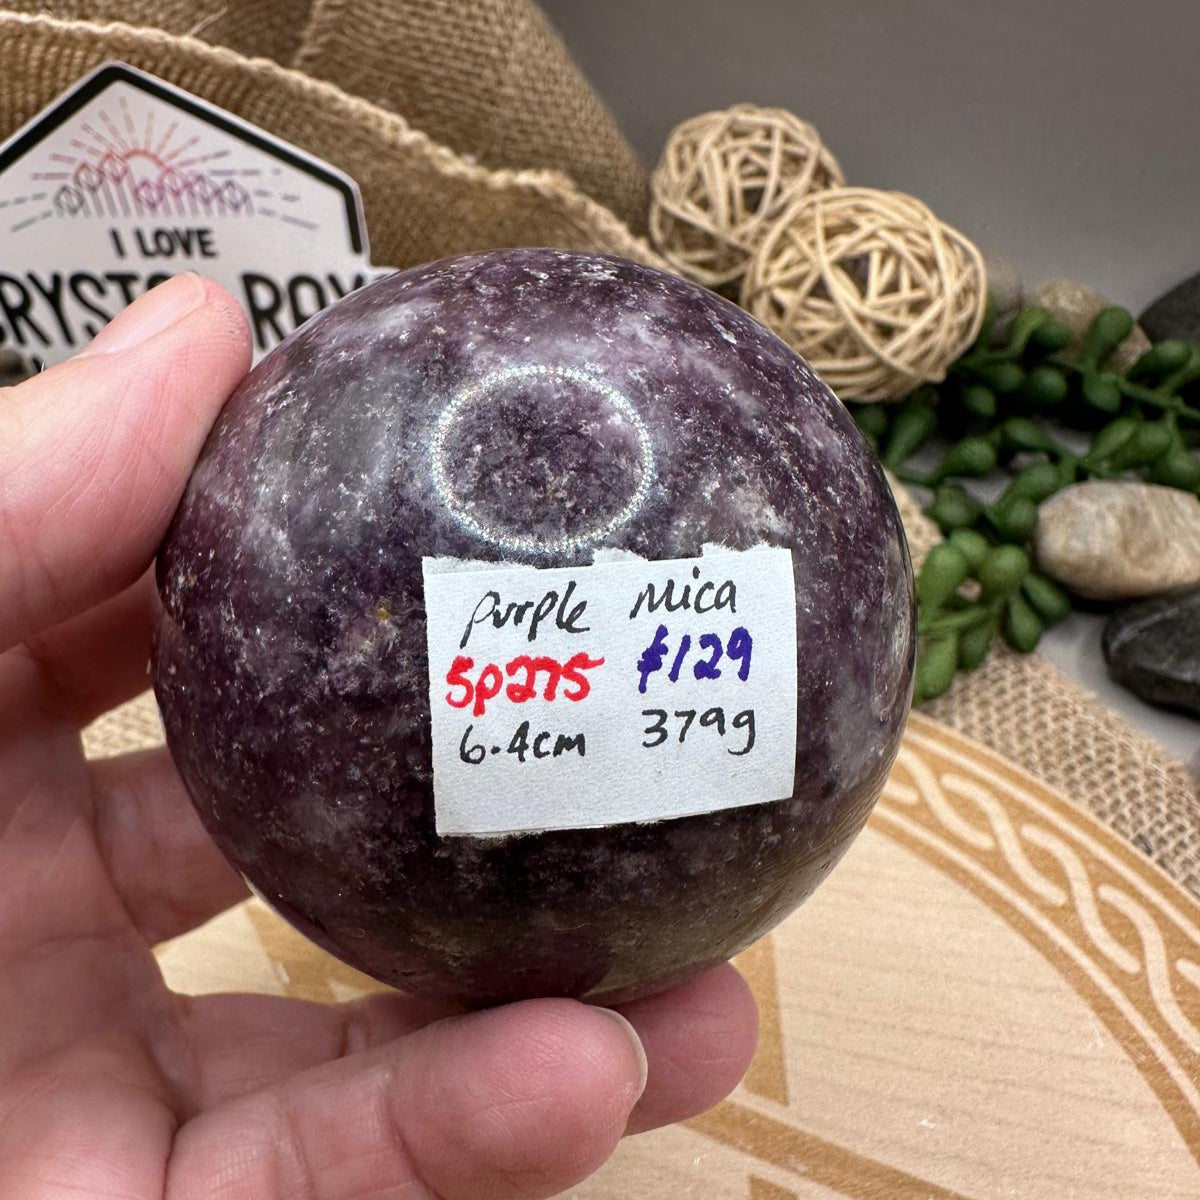 I LOVE
Purple Mica
Sp275 $129
6.4cm 379g